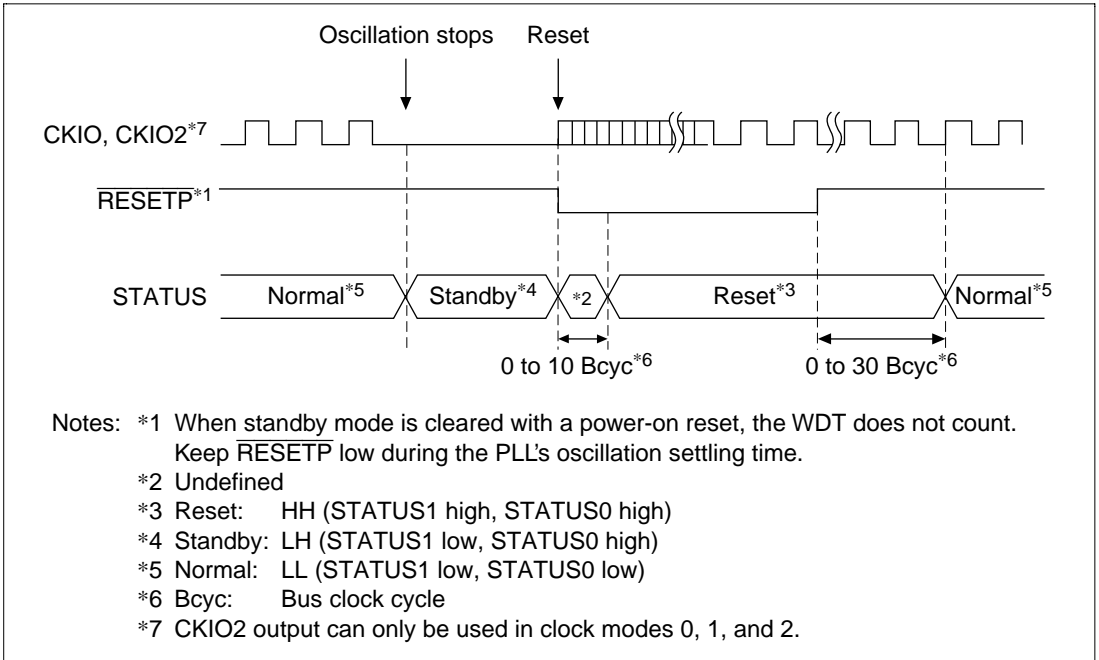 Oscillation stops Reset
CKIO, CKIO2*7
RESETP*1
STATUS Normal*5 Standby*4 *2 Reset*3 Normal*5
0 to 10 Bcyc*6 0 to 30 Bcyc*6
Notes: *1 When standby mode is cleared with a power-on reset, the WDT does not count.
Keep RESETP low during the PLL's oscillation settling time.
*2 Undefined
*3 Reset: HH (STATUS1 high, STATUS0 high)
*4 Standby: LH (STATUS1 low, STATUS0 high)
*5 Normal: LL (STATUS1 low, STATUS0 low)
*6 Bcyc: Bus clock cycle
*7 CKIO2 output can only be used in clock modes 0, 1, and 2.